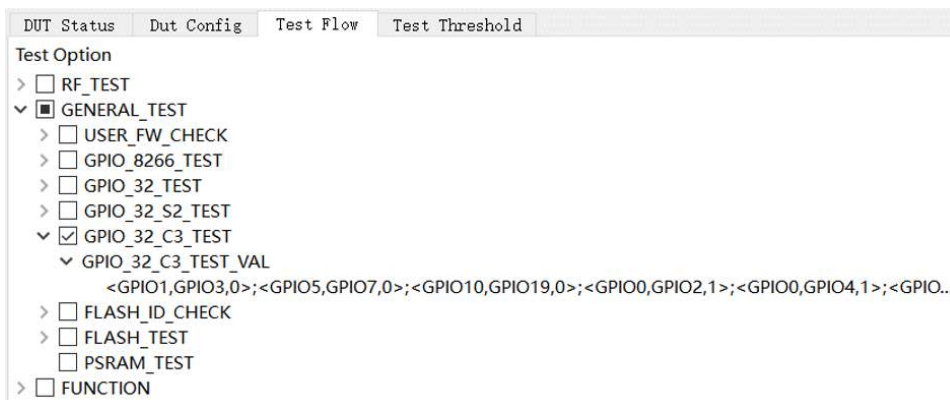 DUT Status Dut Config Test Flow Test Threshold
Test Option
RF_TEST
GENERAL_TEST
USER_FW_CHECK
GPIO_8266_TEST
GPIO_32_TEST
GPIO_32_S2_TEST
GPIO_32_C3_TEST
GPIO_32_C3_TEST_VAL
<GPIO1,GPIO3,0>;<GPIO5,GPIO7,0>;<GPIO10,GPIO19,0>;<GPIO0,GPIO2,1>;<GPIO0,GPIO4,1>;<GPIO...
FLASH_ID_CHECK
FLASH_TEST
PSRAM_TEST
FUNCTION